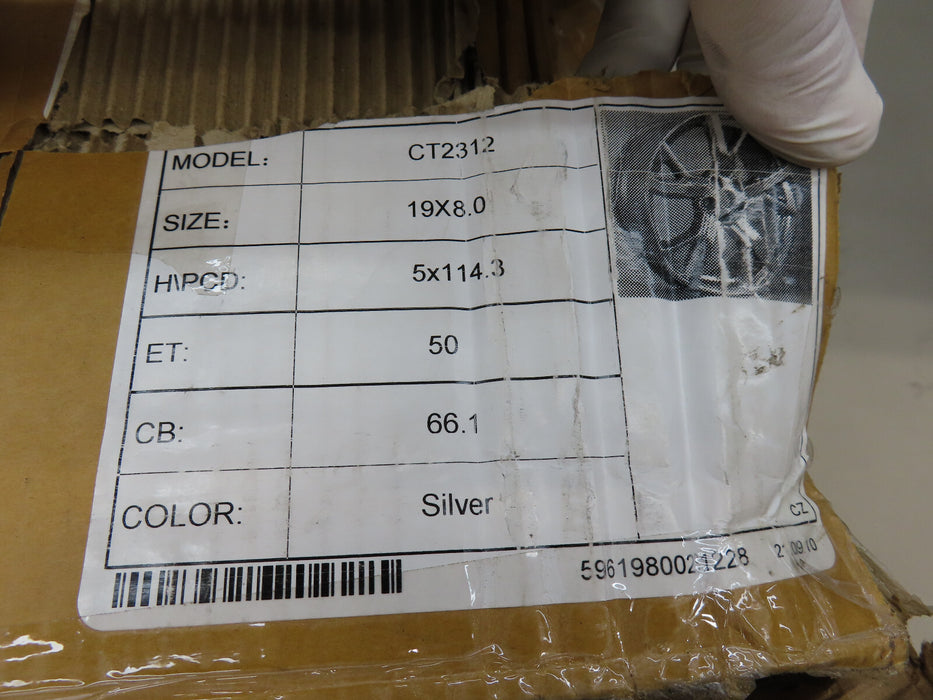 MODEL: CT2312
SIZE: 19X8.0
H\PCD: 5x114.3
ET: 50
CB: 66.1
COLOR: Silver
CZ
5961980021228